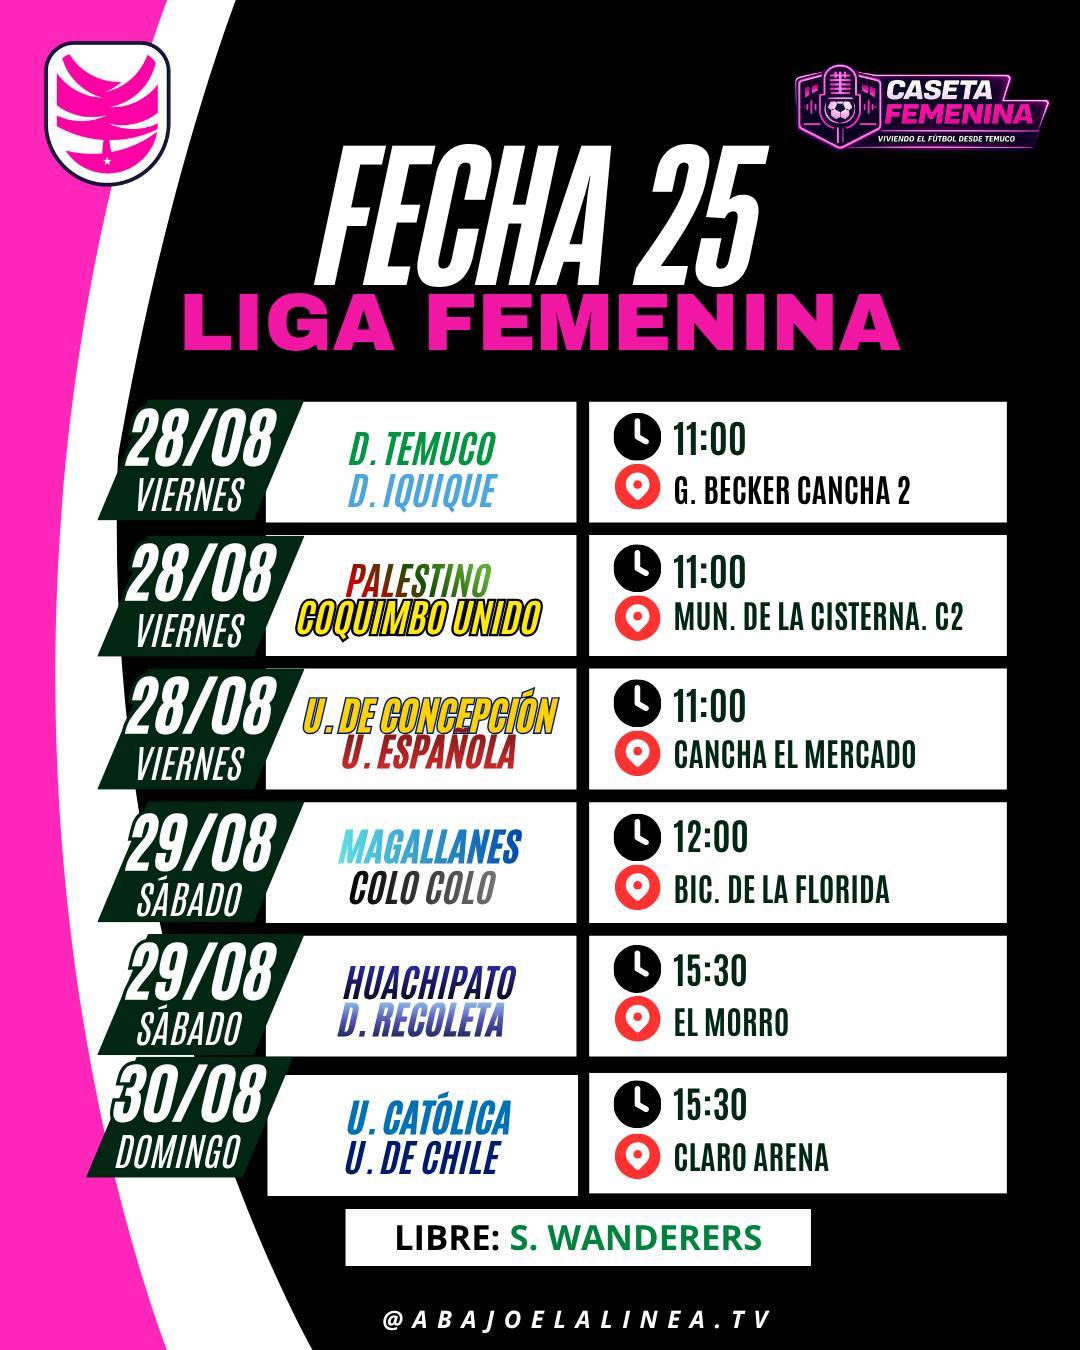 CASETA
FEMENINA
VIVIENDO EL FÚTBOL DESDE TEMUCO
FECHA 25
LIGA FEMENINA
28/08
VIERNES
D. TEMUCO
D. IQUIQUE
11:00
G. BECKER CANCHA 2
28/08
VIERNES
PALESTINO
COQUIMBO UNIDO
11:00
MUN. DE LA CISTERNA. C2
28/08
VIERNES
U. DE CONCEPCIÓN
U. ESPAÑOLA
11:00
CANCHA EL MERCADO
29/08
SÁBADO
MAGALLANES
COLO COLO
12:00
BIC. DE LA FLORIDA
29/08
SÁBADO
HUACHIPATO
D. RECOLETA
15:30
EL MORRO
30/08
DOMINGO
U. CATÓLICA
U. DE CHILE
15:30
CLARO ARENA
LIBRE: S. WANDERERS
@ABAJOELALINEA.TV